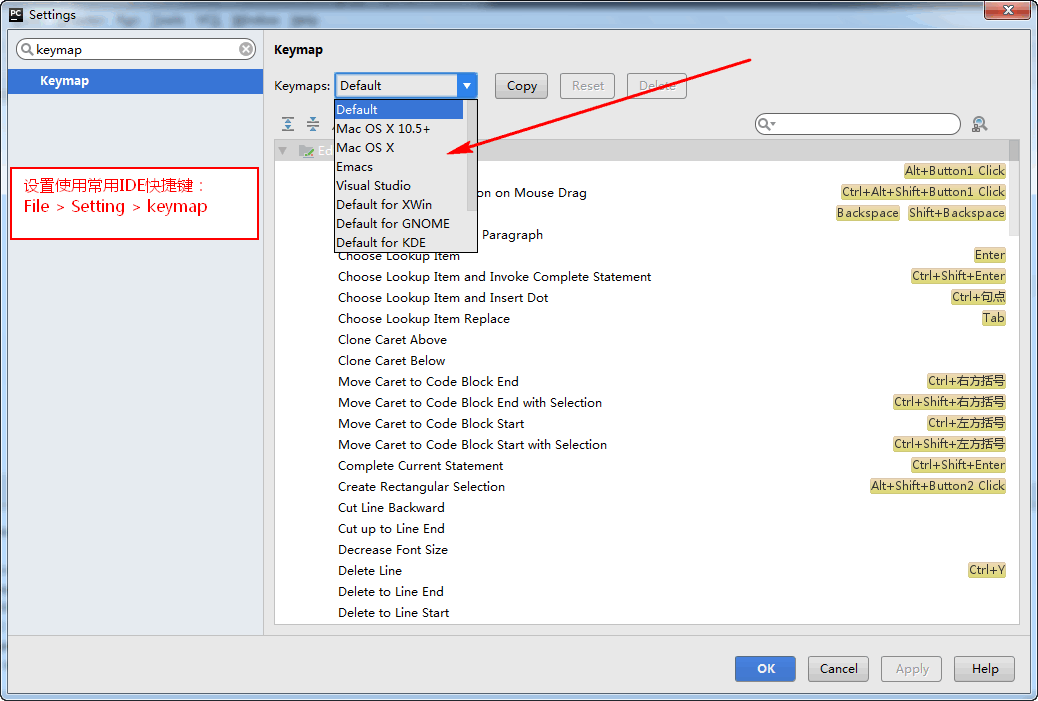 PC Settings
keymap
Keymap
设置使用常用IDE快捷键：
File > Setting > keymap
Keymap
Keymaps: Default Copy Reset Delete
Default
Mac OS X 10.5+
Mac OS X
Emacs
Visual Studio
Default for XWin
Default for GNOME
Default for KDE
Ed
Alt+Button1 Click
on on Mouse Drag Ctrl+Alt+Shift+Button1 Click
Backspace Shift+Backspace
Paragraph
Choose Lookup Item Enter
Choose Lookup Item and Invoke Complete Statement Ctrl+Shift+Enter
Choose Lookup Item and Insert Dot Ctrl+句点
Choose Lookup Item Replace Tab
Clone Caret Above
Clone Caret Below
Move Caret to Code Block End Ctrl+右方括号
Move Caret to Code Block End with Selection Ctrl+Shift+右方括号
Move Caret to Code Block Start Ctrl+左方括号
Move Caret to Code Block Start with Selection Ctrl+Shift+左方括号
Complete Current Statement Ctrl+Shift+Enter
Create Rectangular Selection Alt+Shift+Button2 Click
Cut Line Backward
Cut up to Line End
Decrease Font Size
Delete Line Ctrl+Y
Delete to Line End
Delete to Line Start
OK Cancel Apply Help